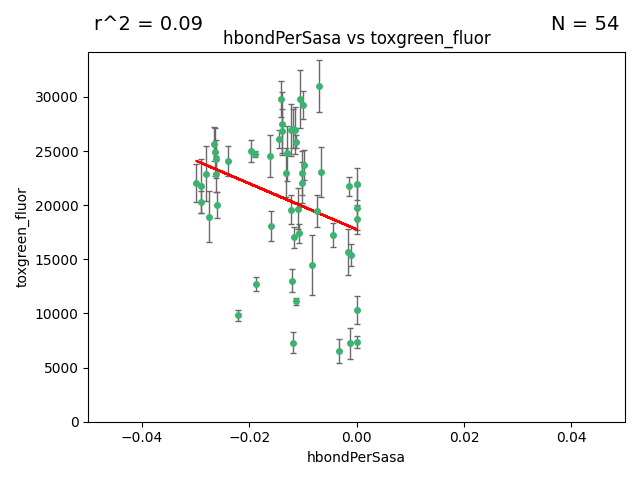 r^2 = 0.09
N = 54
hbondPerSasa vs toxgreen_fluor
toxgreen_fluor
30000
25000
20000
15000
10000
5000
0
−0.04
−0.02
0.00
0.02
0.04
hbondPerSasa